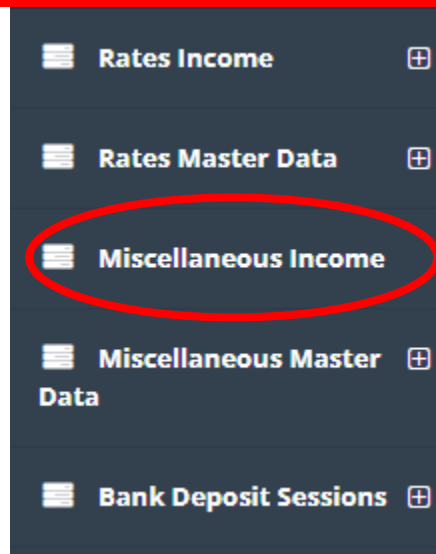 Rates Income
Rates Master Data
Miscellaneous Income
Miscellaneous Master
Data
Bank Deposit Sessions